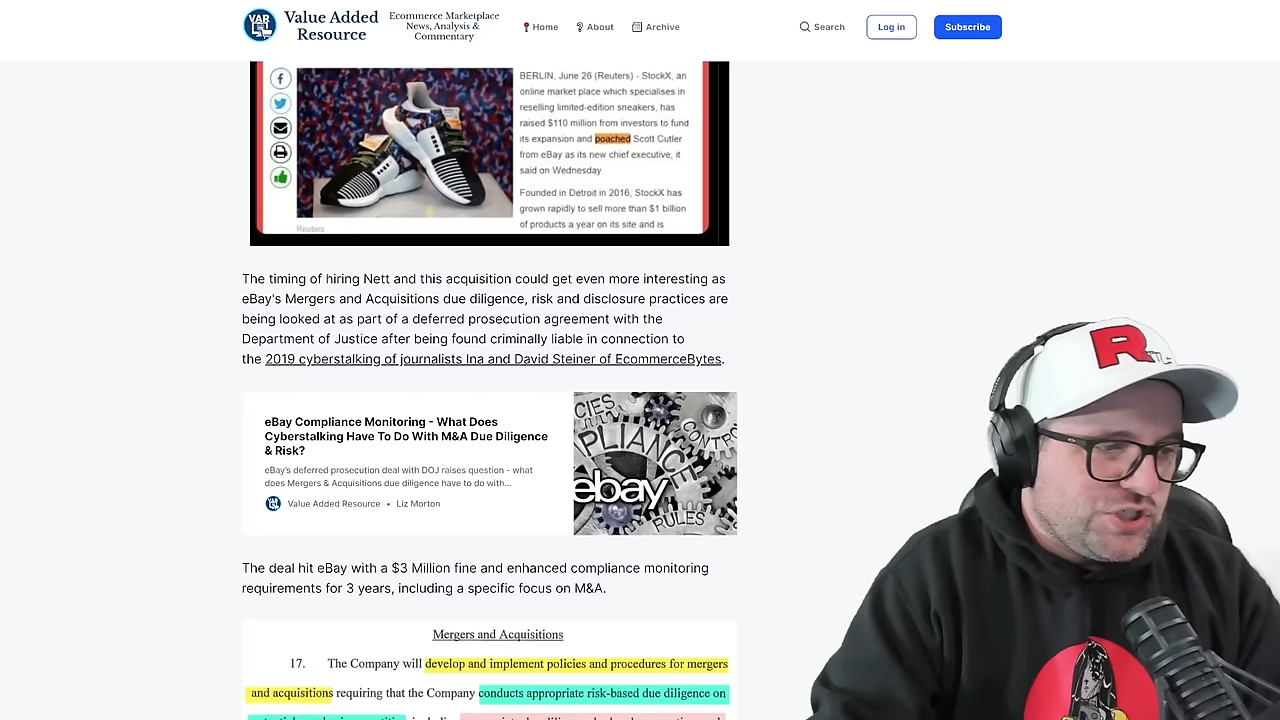 Value Added
Resource
Ecommerce Marketplace
News, Analysis &
Commentary
Home
About
Archive
Search
Log in
Subscribe
BERLIN, June 26 (Reuters) - StockX, an
online market place which specialises in
reselling limited-edition sneakers, has
raised $110 million from investors to fund
its expansion and poached Scott Cutler
from eBay as its new chief executive, it
said on Wednesday.
Founded in Detroit in 2016, StockX has
grown rapidly to sell more than $1 billion
of products a year on its site and is
Reuters
The timing of hiring Nett and this acquisition could get even more interesting as
eBay's Mergers and Acquisitions due diligence, risk and disclosure practices are
being looked at as part of a deferred prosecution agreement with the
Department of Justice after being found criminally liable in connection to
the 2019 cyberstalking of journalists Ina and David Steiner of EcommerceBytes.
eBay Compliance Monitoring - What Does
Cyberstalking Have To Do With M&A Due Diligence
& Risk?
eBay's deferred prosecution deal with DOJ raises question - what
does Mergers & Acquisitions due diligence have to do with...
Value Added Resource • Liz Morton
CIES
PLIANCE
CONTR
ebay
RULES
The deal hit eBay with a $3 Million fine and enhanced compliance monitoring
requirements for 3 years, including a specific focus on M&A.
Mergers and Acquisitions
17. The Company will develop and implement policies and procedures for mergers
and acquisitions requiring that the Company conducts appropriate risk-based due diligence on
R